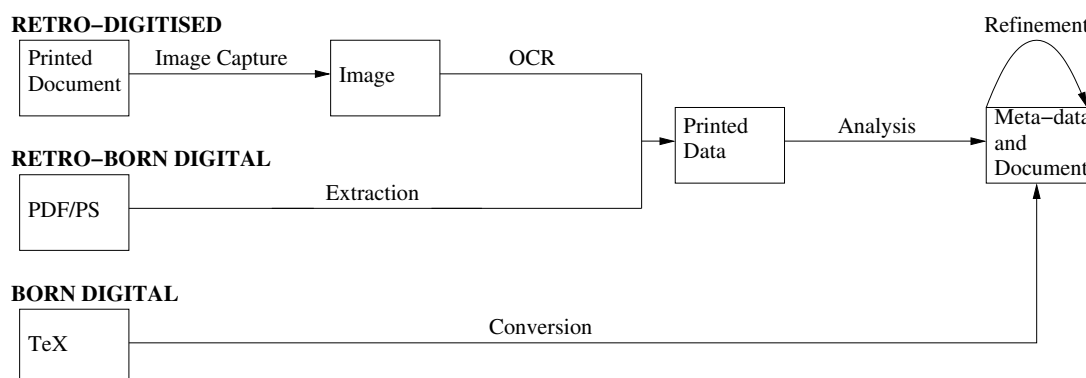 RETRO−DIGITISED
Refinement
Printed
Document
Image Capture
Image
OCR
Printed
Data
Analysis
Meta−data
and
Document
RETRO−BORN DIGITAL
PDF/PS
Extraction
BORN DIGITAL
TeX
Conversion